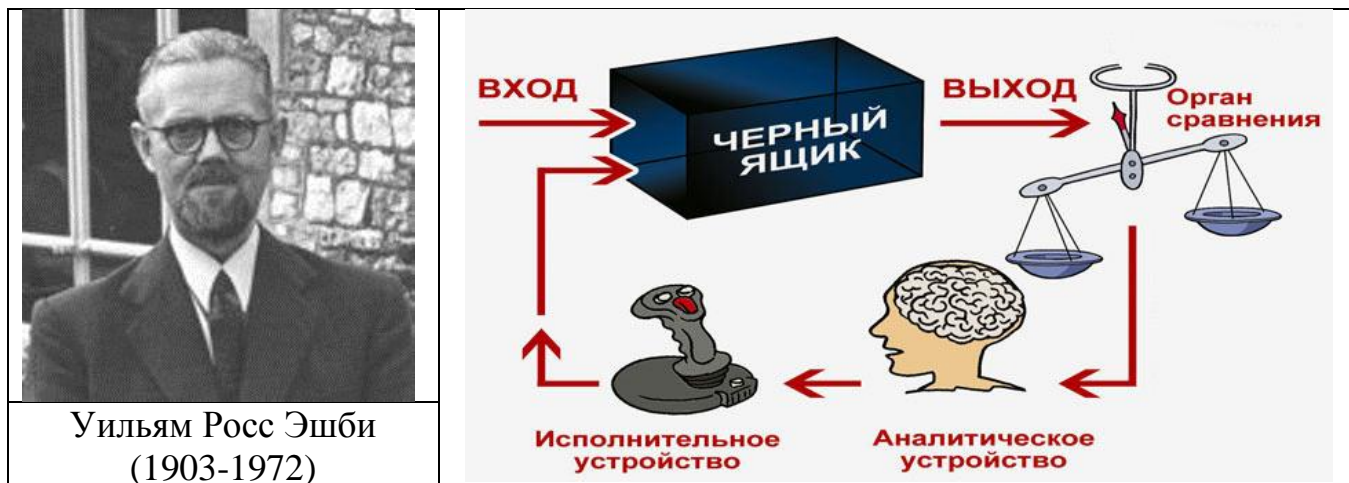 ВХОД
ЧЕРНЫЙ
ЯЩИК
ВЫХОД
Орган
сравнения
Исполнительное
устройство
Аналитическое
устройство
Уильям Росс Эшби
(1903-1972)